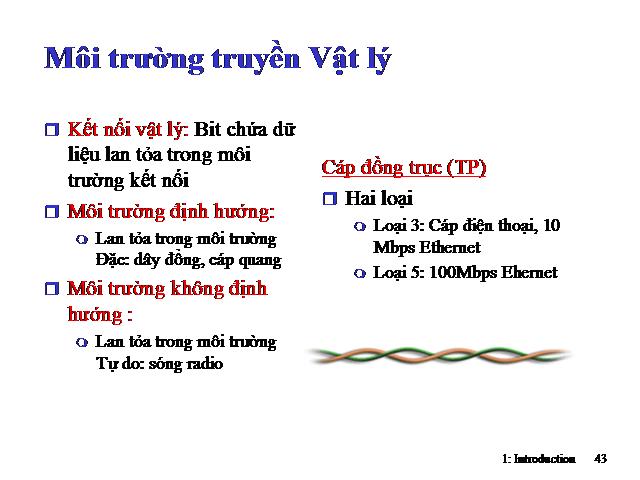 Môi trường truyền Vật lý
Kết nối vật lý: Bit chứa dữ
liệu lan tỏa trong môi
trường kết nối
Môi trường định hướng:
Lan tỏa trong môi trường
Đặc: dây đồng, cáp quang
Môi trường không định
hướng :
Lan tỏa trong môi trường
Tự do: sóng radio
Cáp đồng trục (TP)
Hai loại
Loại 3: Cáp điện thoại, 10
Mbps Ethernet
Loại 5: 100Mbps Ehernet
1: Introduction 43